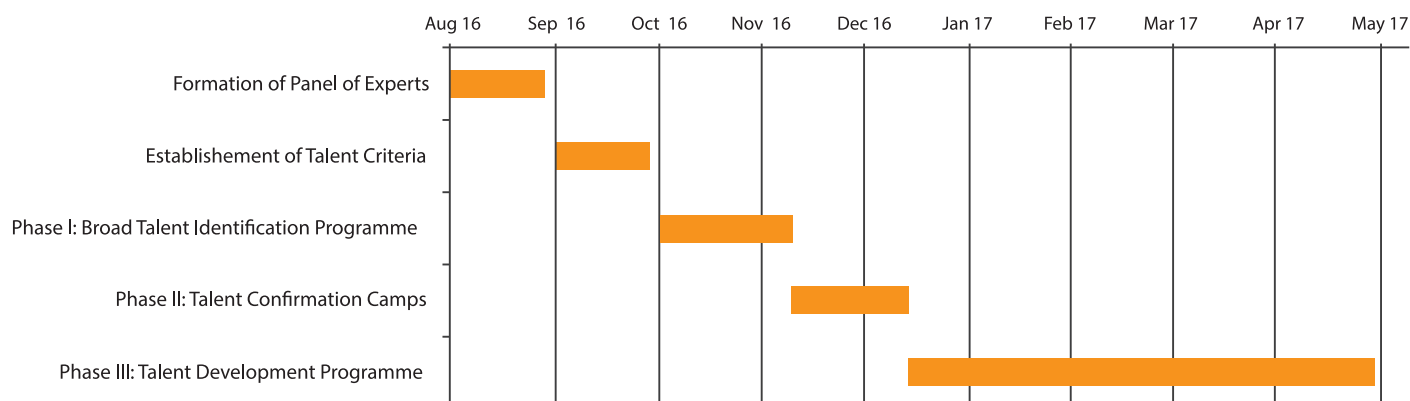 Aug 16 Sep 16 Oct 16 Nov 16 Dec 16 Jan 17 Feb 17 Mar 17 Apr 17 May 17
Formation of Panel of Experts
Establishement of Talent Criteria
Phase I: Broad Talent Identification Programme
Phase II: Talent Confirmation Camps
Phase III: Talent Development Programme